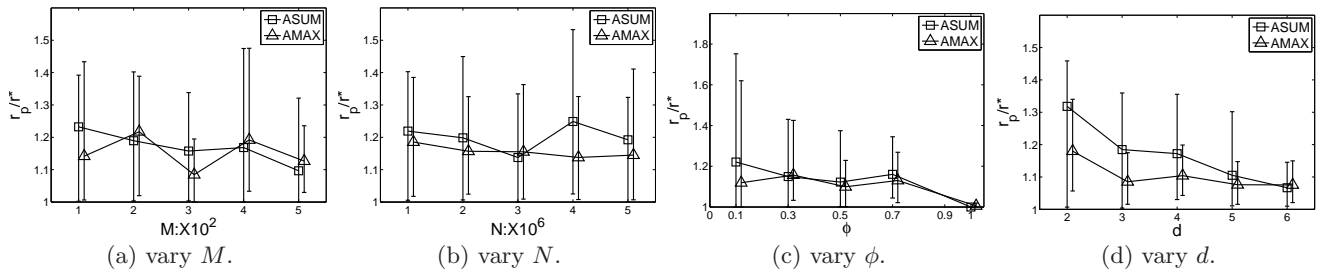 ASUM
AMAX
1.5
1.4
1.3
1.2
1.1
1
r_p/r*
1 2 3 4 5
M:X10^2
(a) vary M.
ASUM
AMAX
1.5
1.4
1.3
1.2
1.1
1
r_p/r*
1 2 3 4 5
N:X10^6
(b) vary N.
ASUM
AMAX
1.8
1.6
1.4
1.2
1
r_p/r*
0 0.1 0.3 0.5 0.7 0.9 1
ϕ
(c) vary ϕ.
ASUM
AMAX
1.5
1.4
1.3
1.2
1.1
1
r_p/r*
2 3 4 5 6
d
(d) vary d.